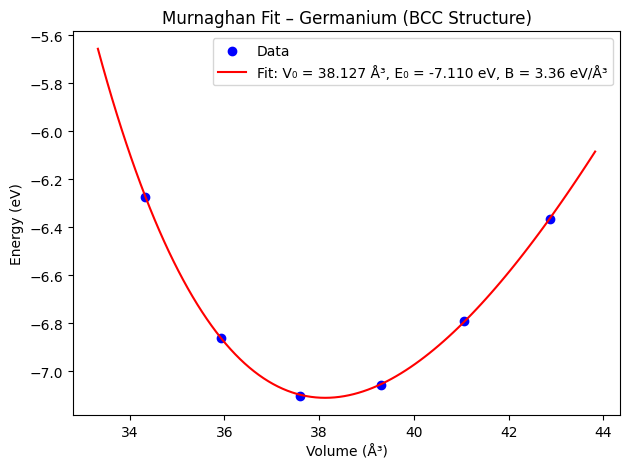 Murnaghan Fit – Germanium (BCC Structure)
Data
Fit: V₀ = 38.127 Å³, E₀ = -7.110 eV, B = 3.36 eV/Å³
−5.6
−5.8
−6.0
−6.2
−6.4
−6.6
−6.8
−7.0
Energy (eV)
34 36 38 40 42 44
Volume (Å³)